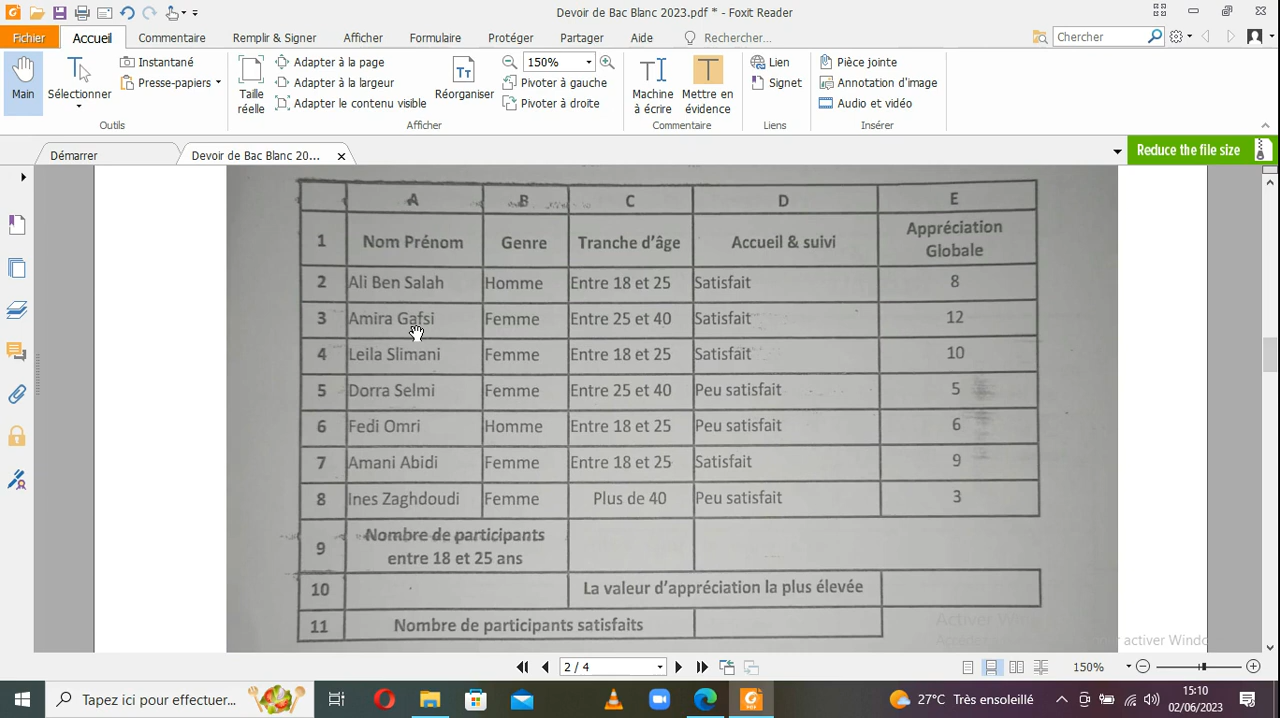 Devoir de Bac Blanc 2023.pdf * - Foxit Reader
Fichier Accueil Commentaire Remplir & Signer Afficher Formulaire Protéger Partager Aide Rechercher... Chercher
Main Sélectionner Instantané Presse-papiers Taille réelle Adapter à la page Adapter à la largeur Adapter le contenu visible Réorganiser 150% Pivoter à gauche Pivoter à droite Machine à écrire Mettre en évidence Lien Signet Pièce jointe Annotation d'image Audio et vidéo
Outils Afficher Commentaire Liens Insérer
Démarrer Devoir de Bac Blanc 20... Reduce the file size
A B C D E
1 Nom Prénom Genre Tranche d'âge Accueil & suivi Appréciation Globale
2 Ali Ben Salah Homme Entre 18 et 25 Satisfait 8
3 Amira Gafsi Femme Entre 25 et 40 Satisfait 12
4 Leila Slimani Femme Entre 18 et 25 Satisfait 10
5 Dorra Selmi Femme Entre 25 et 40 Peu satisfait 5
6 Fedi Omri Homme Entre 18 et 25 Peu satisfait 6
7 Amani Abidi Femme Entre 18 et 25 Satisfait 9
8 Ines Zaghdoudi Femme Plus de 40 Peu satisfait 3
9 Nombre de participants entre 18 et 25 ans
10 La valeur d'appréciation la plus élevée
11 Nombre de participants satisfaits
2 / 4 150%
Tapez ici pour effectuer... 27°C Très ensoleillé 15:10
02/06/2023